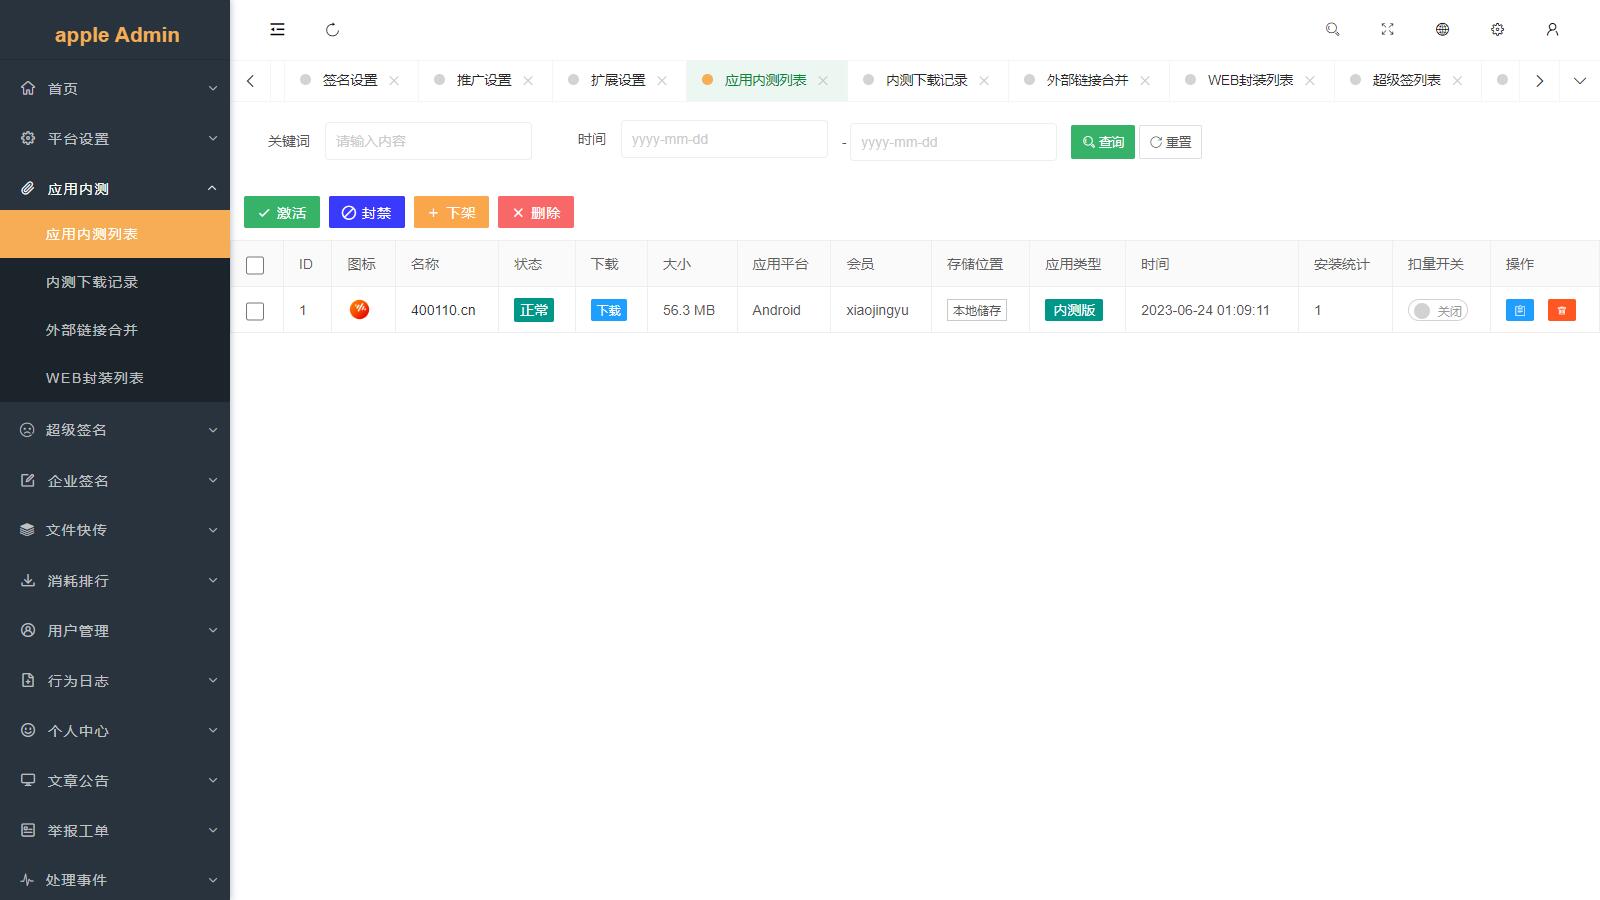 apple Admin
首页
平台设置
应用内测
应用内测列表
内测下载记录
外部链接合并
WEB封装列表
超级签名
企业签名
文件快传
消耗排行
用户管理
行为日志
个人中心
文章公告
举报工单
处理事件
签名设置
推广设置
扩展设置
应用内测列表
内测下载记录
外部链接合并
WEB封装列表
超级签列表
关键词 请输入内容 时间 yyyy-mm-dd - yyyy-mm-dd 查询 重置
激活 封禁 下架 删除
ID 图标 名称 状态 下载 大小 应用平台 会员 存储位置 应用类型 时间 安装统计 扣量开关 操作
1 400110.cn 正常 下载 56.3 MB Android xiaojingyu 本地储存 内测版 2023-06-24 01:09:11 1 关闭